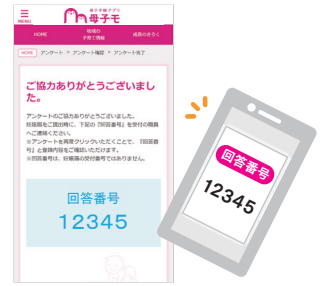 MENU
母子手帳アプリ
母子モ
HOME
地域の
子育て情報
成長のきろく
HOME アンケート アンケート確認 アンケート完了
ご協力ありがとうございまし
た。
アンケートのご協力ありがとうございました。
妊娠届をご提出時に、下記の『回答番号』を受付の職員
へご連絡ください。
※アンケートを再度クリックいただくことで、『回答番
号』と登録内容をご確認いただけます。
※回答番号は、妊娠届の受付番号ではありません。
回答番号
12345
回答番号
12345